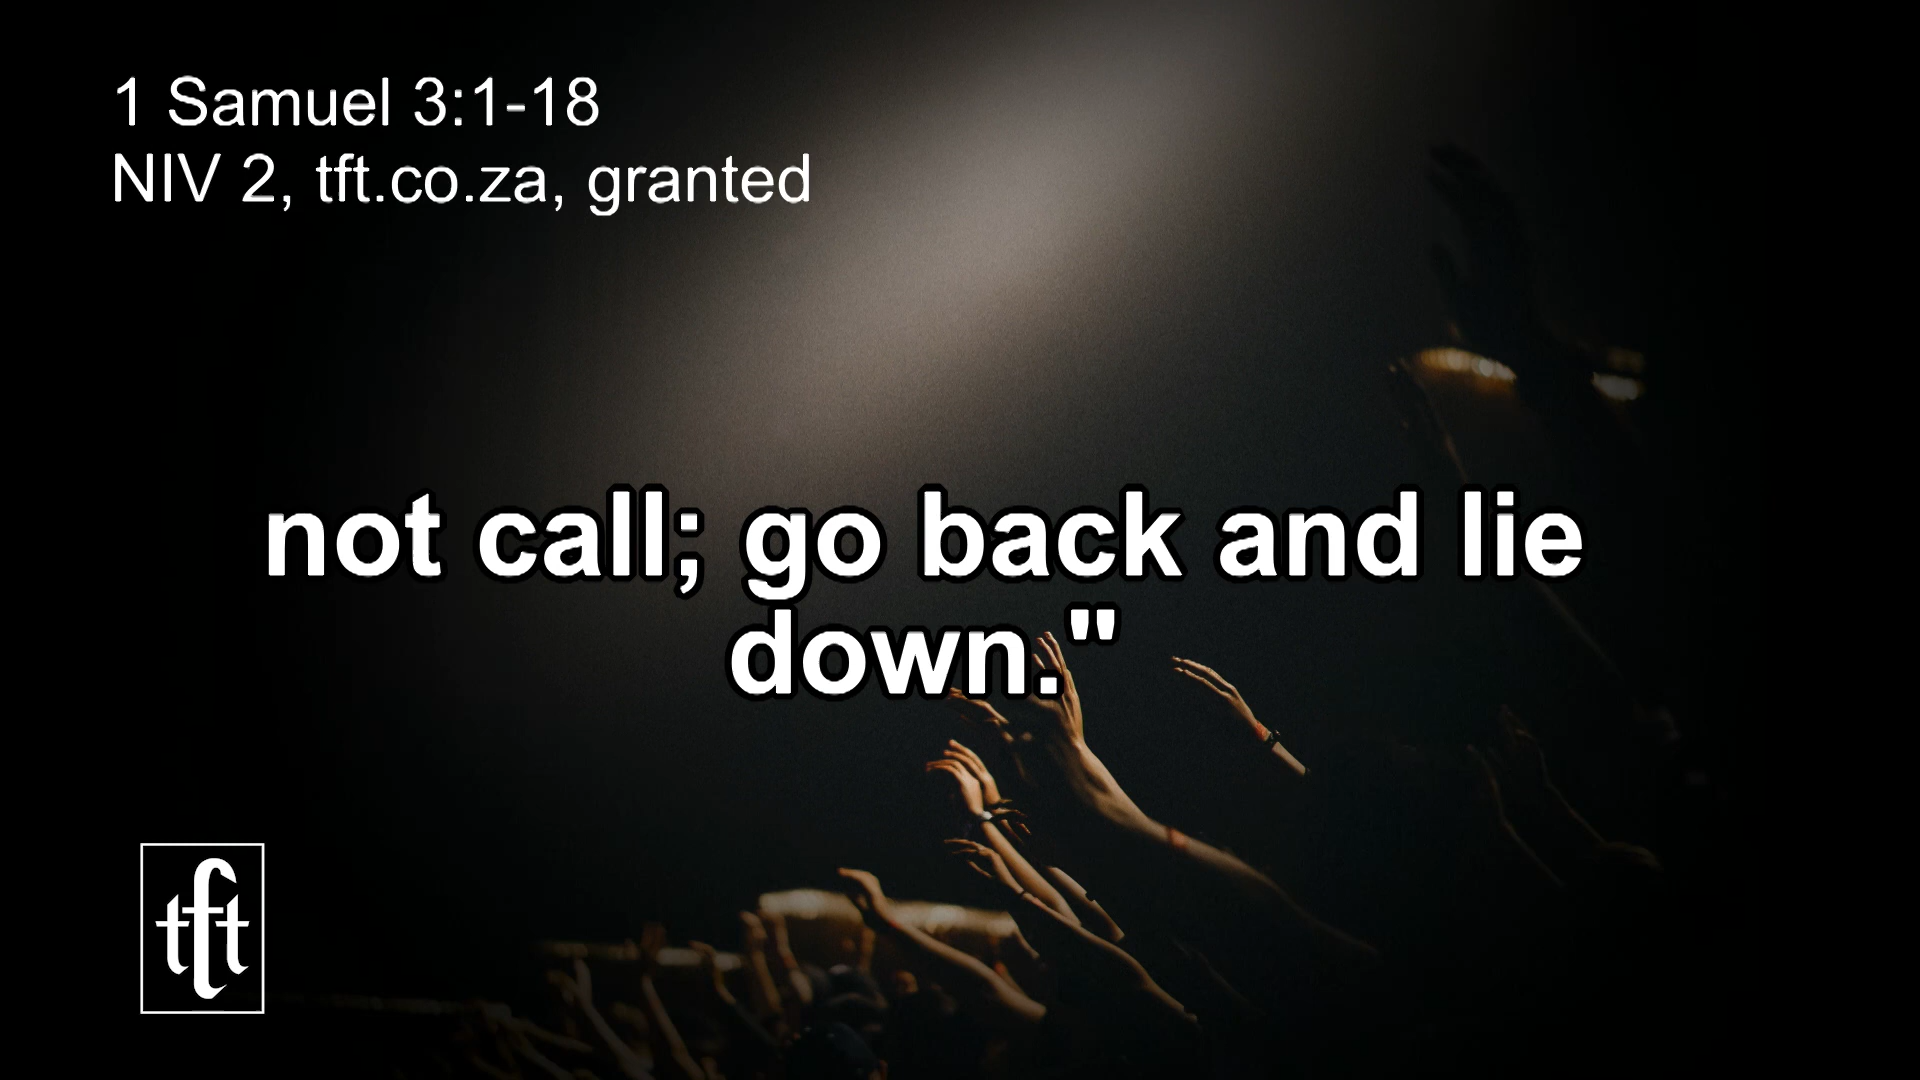 1 Samuel 3:1-18
NIV 2, tft.co.za, granted
not call; go back and lie
down."
tft